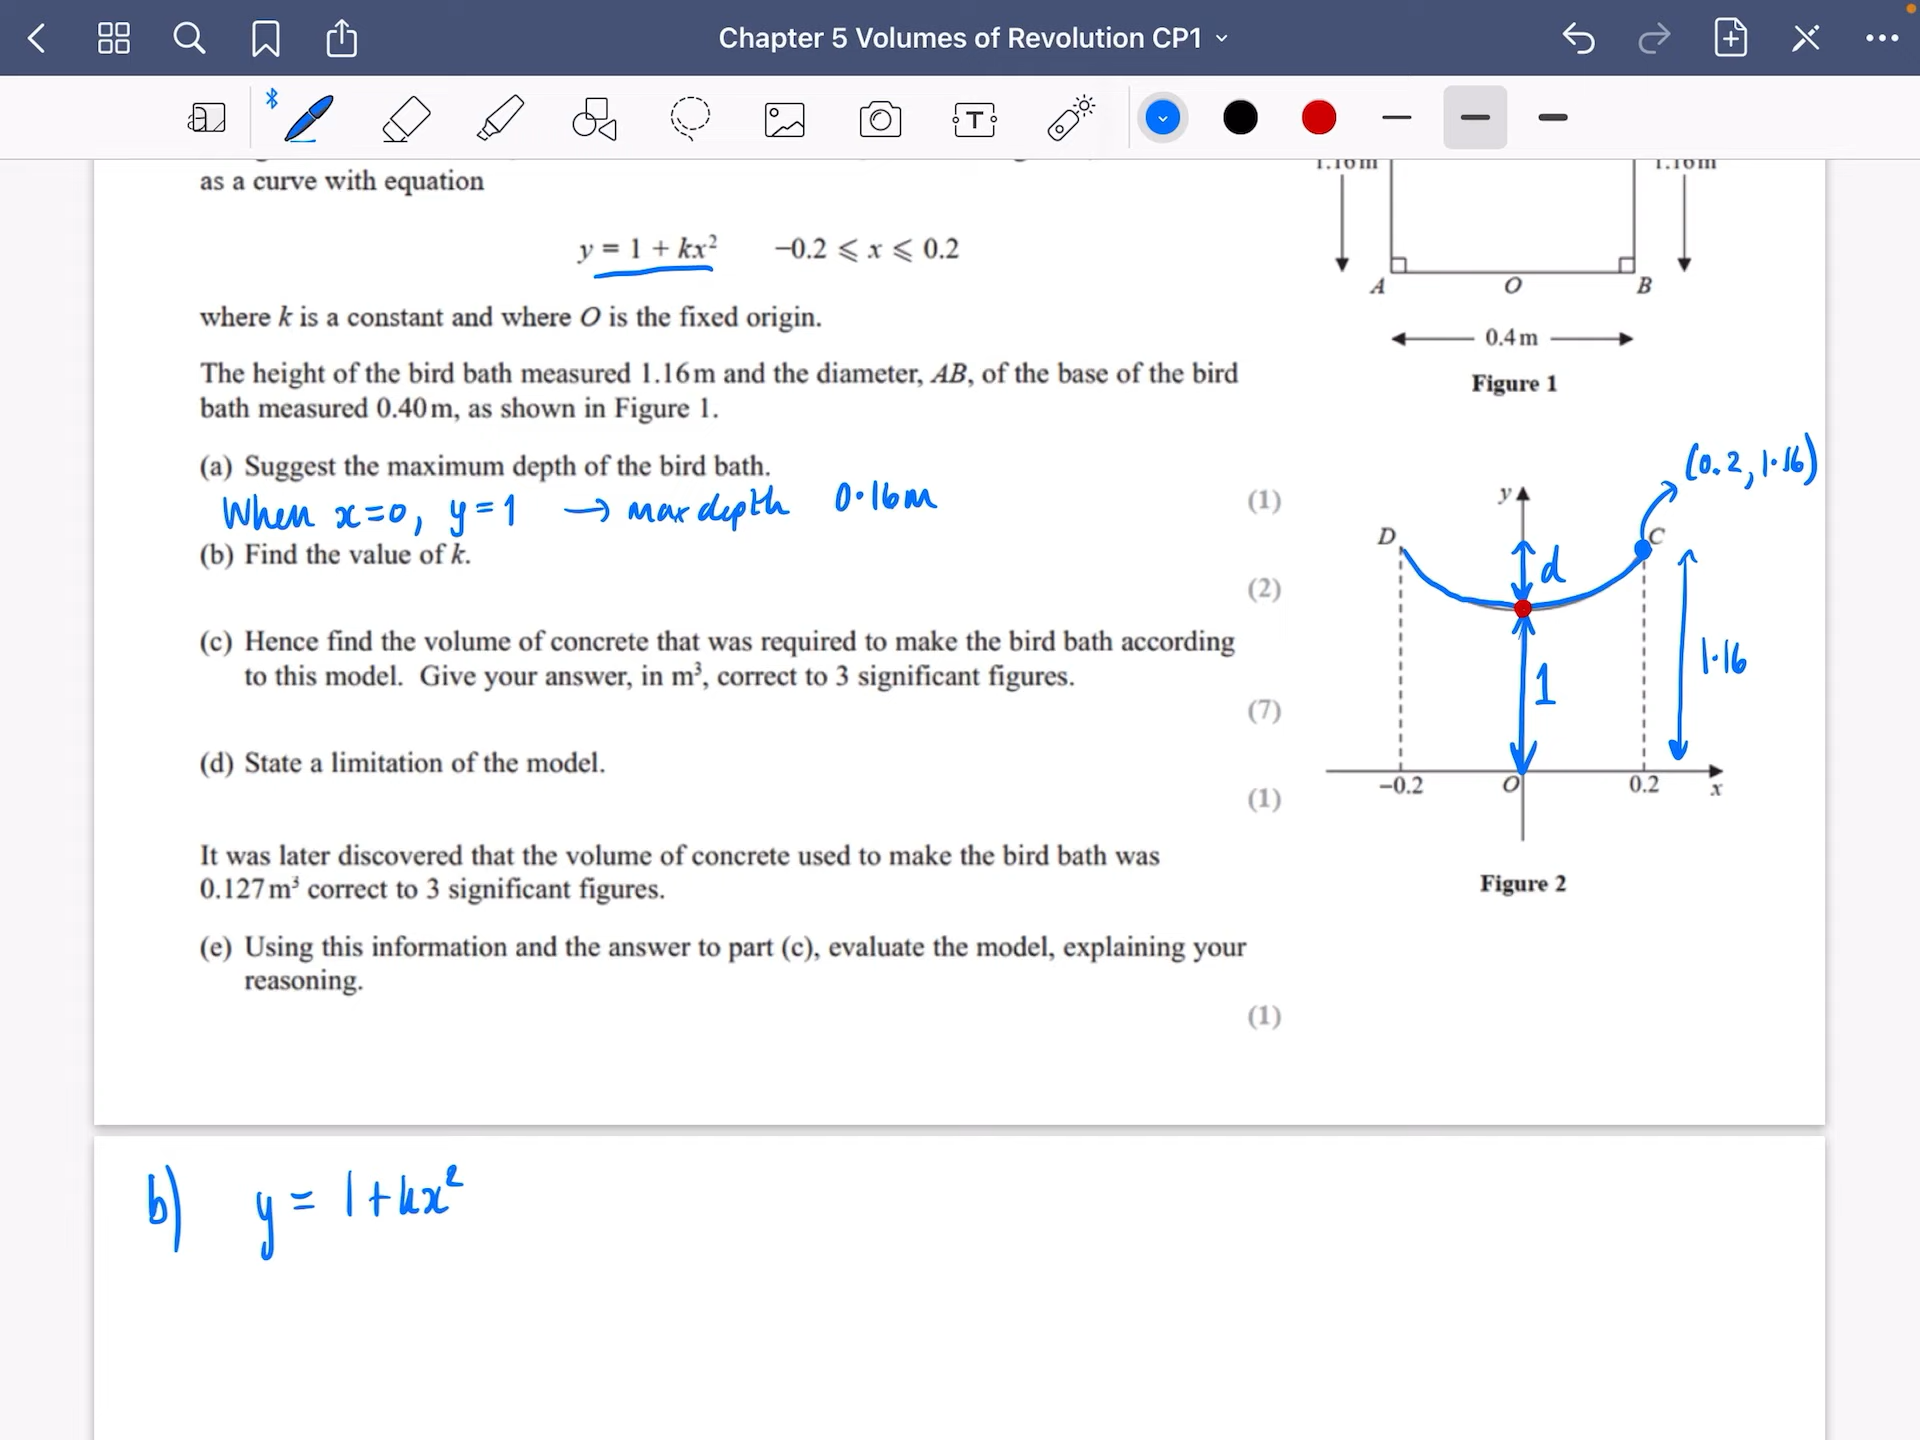 Chapter 5 Volumes of Revolution CP1
as a curve with equation
y = 1 + kx² −0.2 ⩽ x ⩽ 0.2
where k is a constant and where O is the fixed origin.
The height of the bird bath measured 1.16 m and the diameter, AB, of the base of the bird
bath measured 0.40 m, as shown in Figure 1.
(a) Suggest the maximum depth of the bird bath.
(1)
When x=0, y=1 → max depth 0.16m
(b) Find the value of k.
(2)
(c) Hence find the volume of concrete that was required to make the bird bath according
to this model. Give your answer, in m³, correct to 3 significant figures.
(7)
(d) State a limitation of the model.
(1)
It was later discovered that the volume of concrete used to make the bird bath was
0.127 m³ correct to 3 significant figures.
(e) Using this information and the answer to part (c), evaluate the model, explaining your
reasoning.
(1)
1.16m 1.16m
A O B
0.4 m
Figure 1
(0.2, 1.16)
y
D C
d
1
1.16
−0.2 O 0.2 x
Figure 2
b) y = 1+kx²